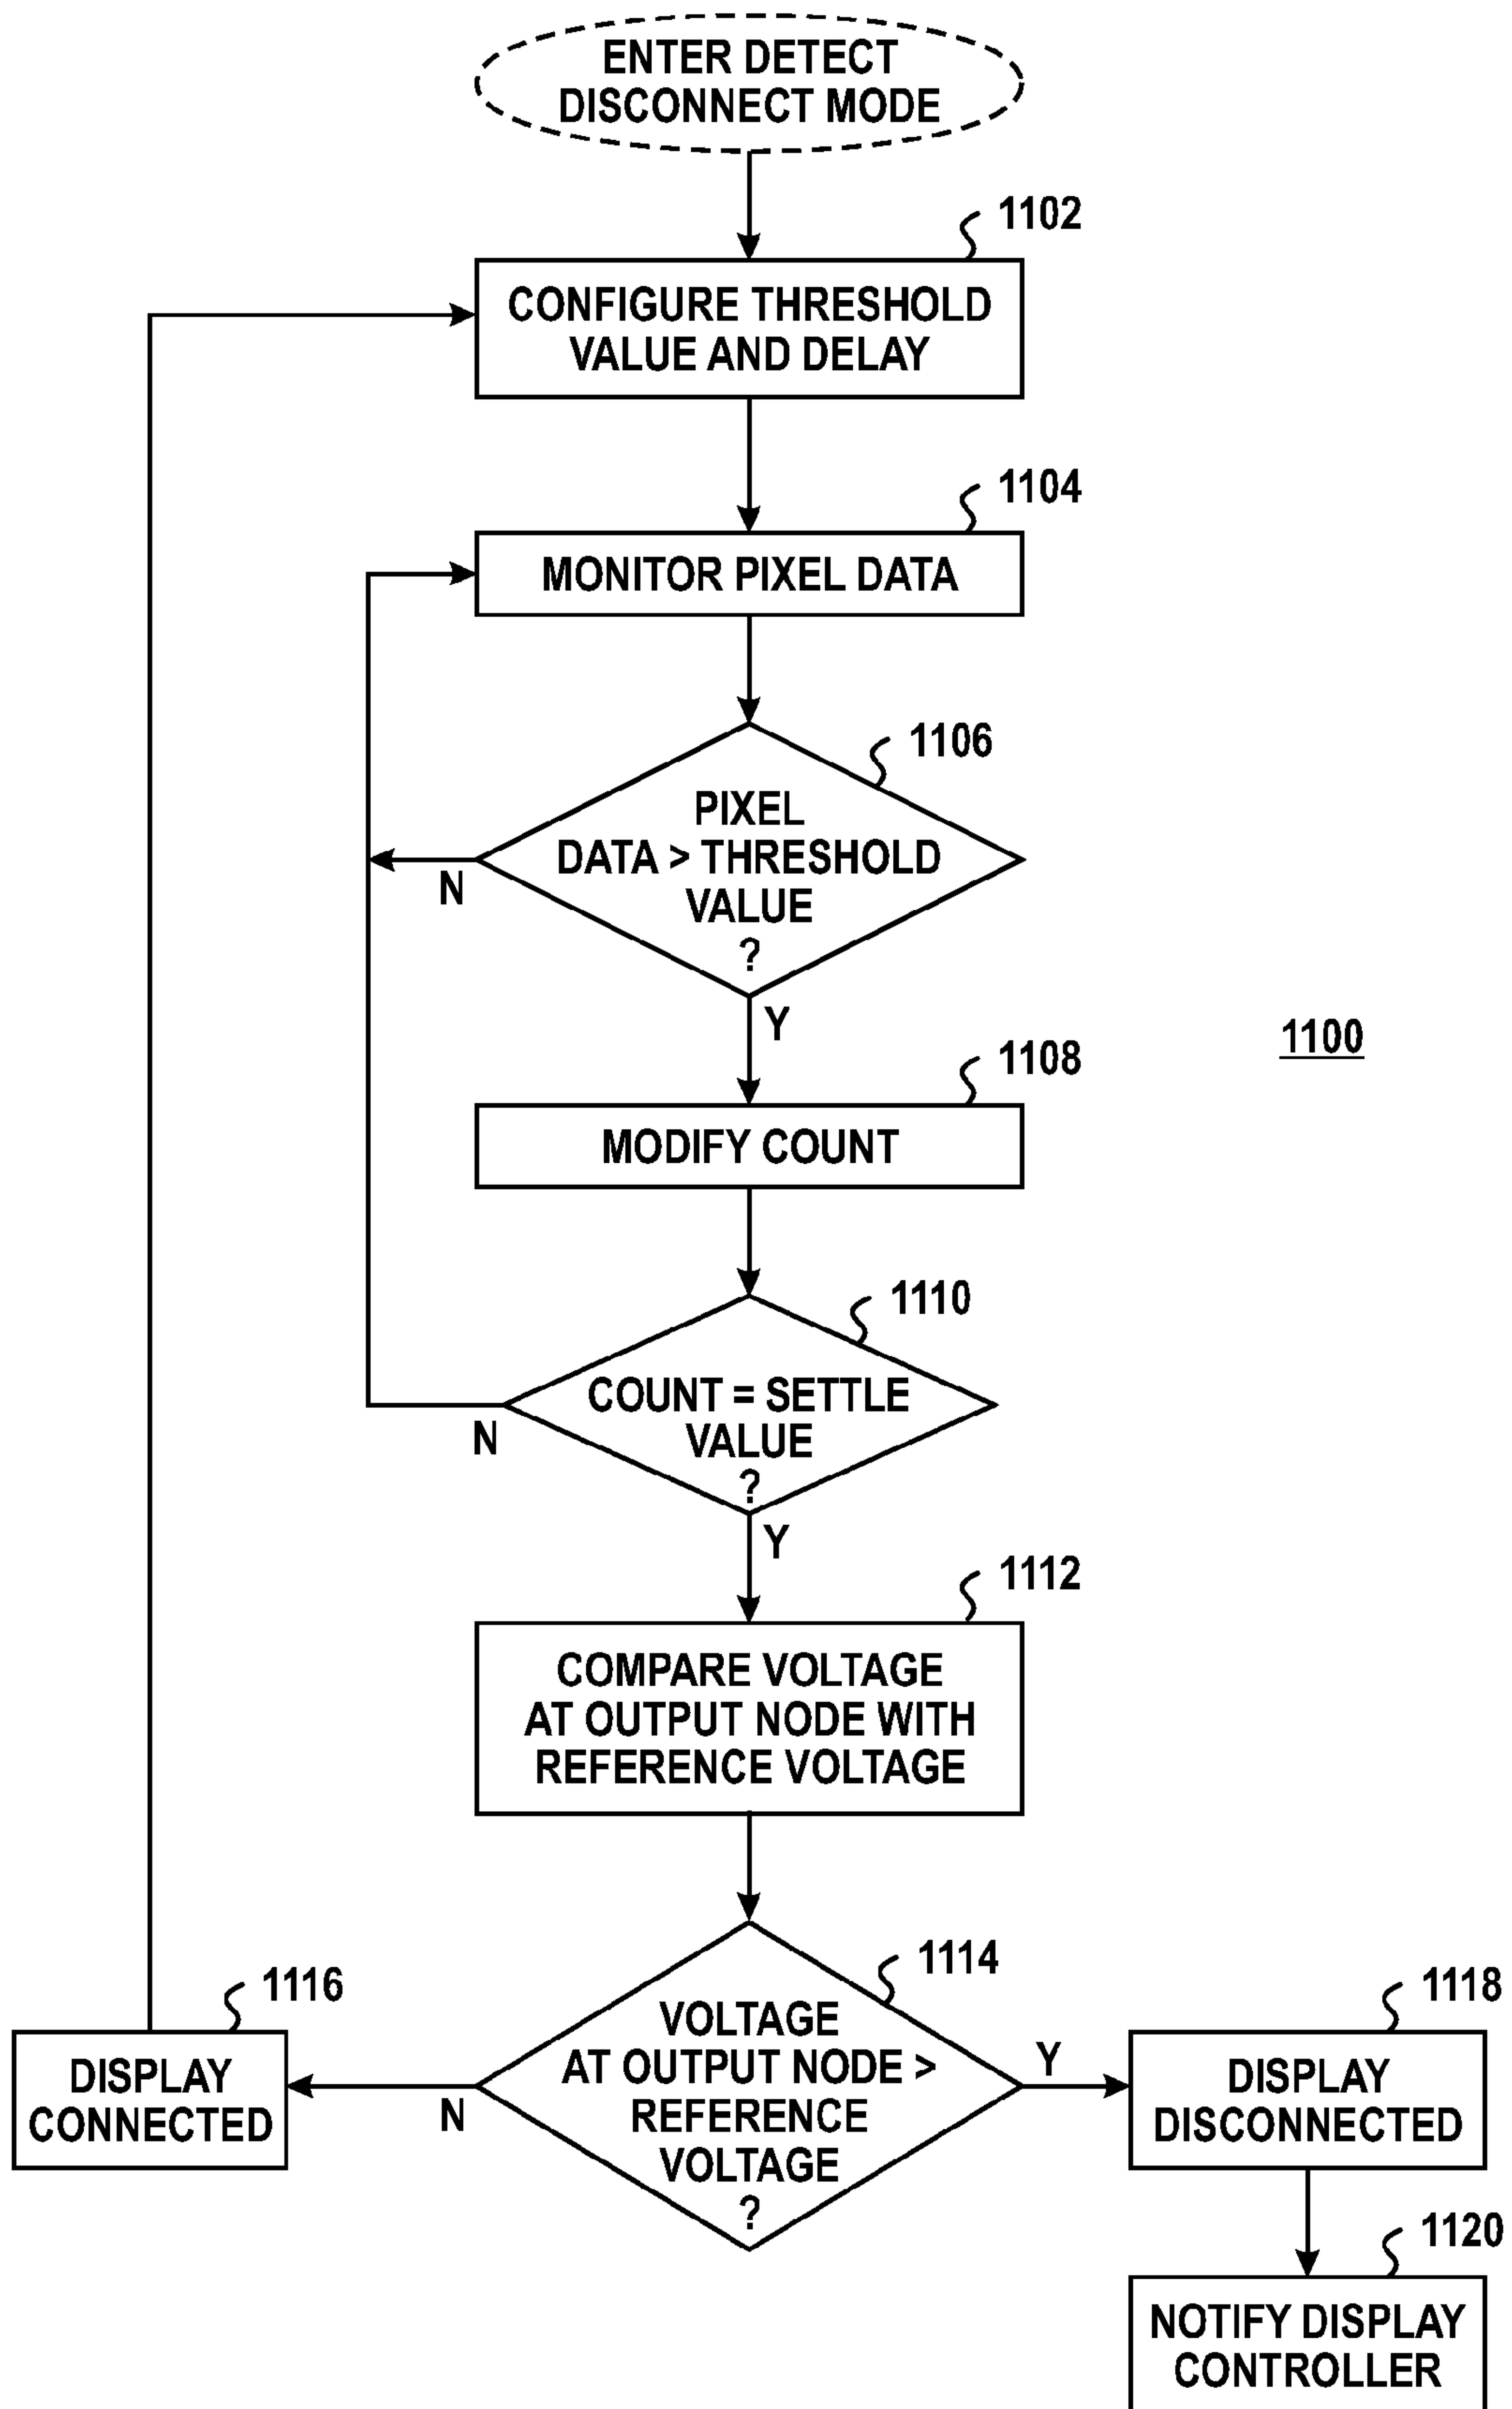 ENTER DETECT
DISCONNECT MODE
1102
CONFIGURE THRESHOLD
VALUE AND DELAY
1104
MONITOR PIXEL DATA
1106
PIXEL
DATA > THRESHOLD
VALUE
?
N
Y
1100
1108
MODIFY COUNT
1110
COUNT = SETTLE
VALUE
?
N
Y
1112
COMPARE VOLTAGE
AT OUTPUT NODE WITH
REFERENCE VOLTAGE
1114
VOLTAGE
AT OUTPUT NODE >
REFERENCE
VOLTAGE
?
N
Y
1116
DISPLAY
CONNECTED
1118
DISPLAY
DISCONNECTED
1120
NOTIFY DISPLAY
CONTROLLER